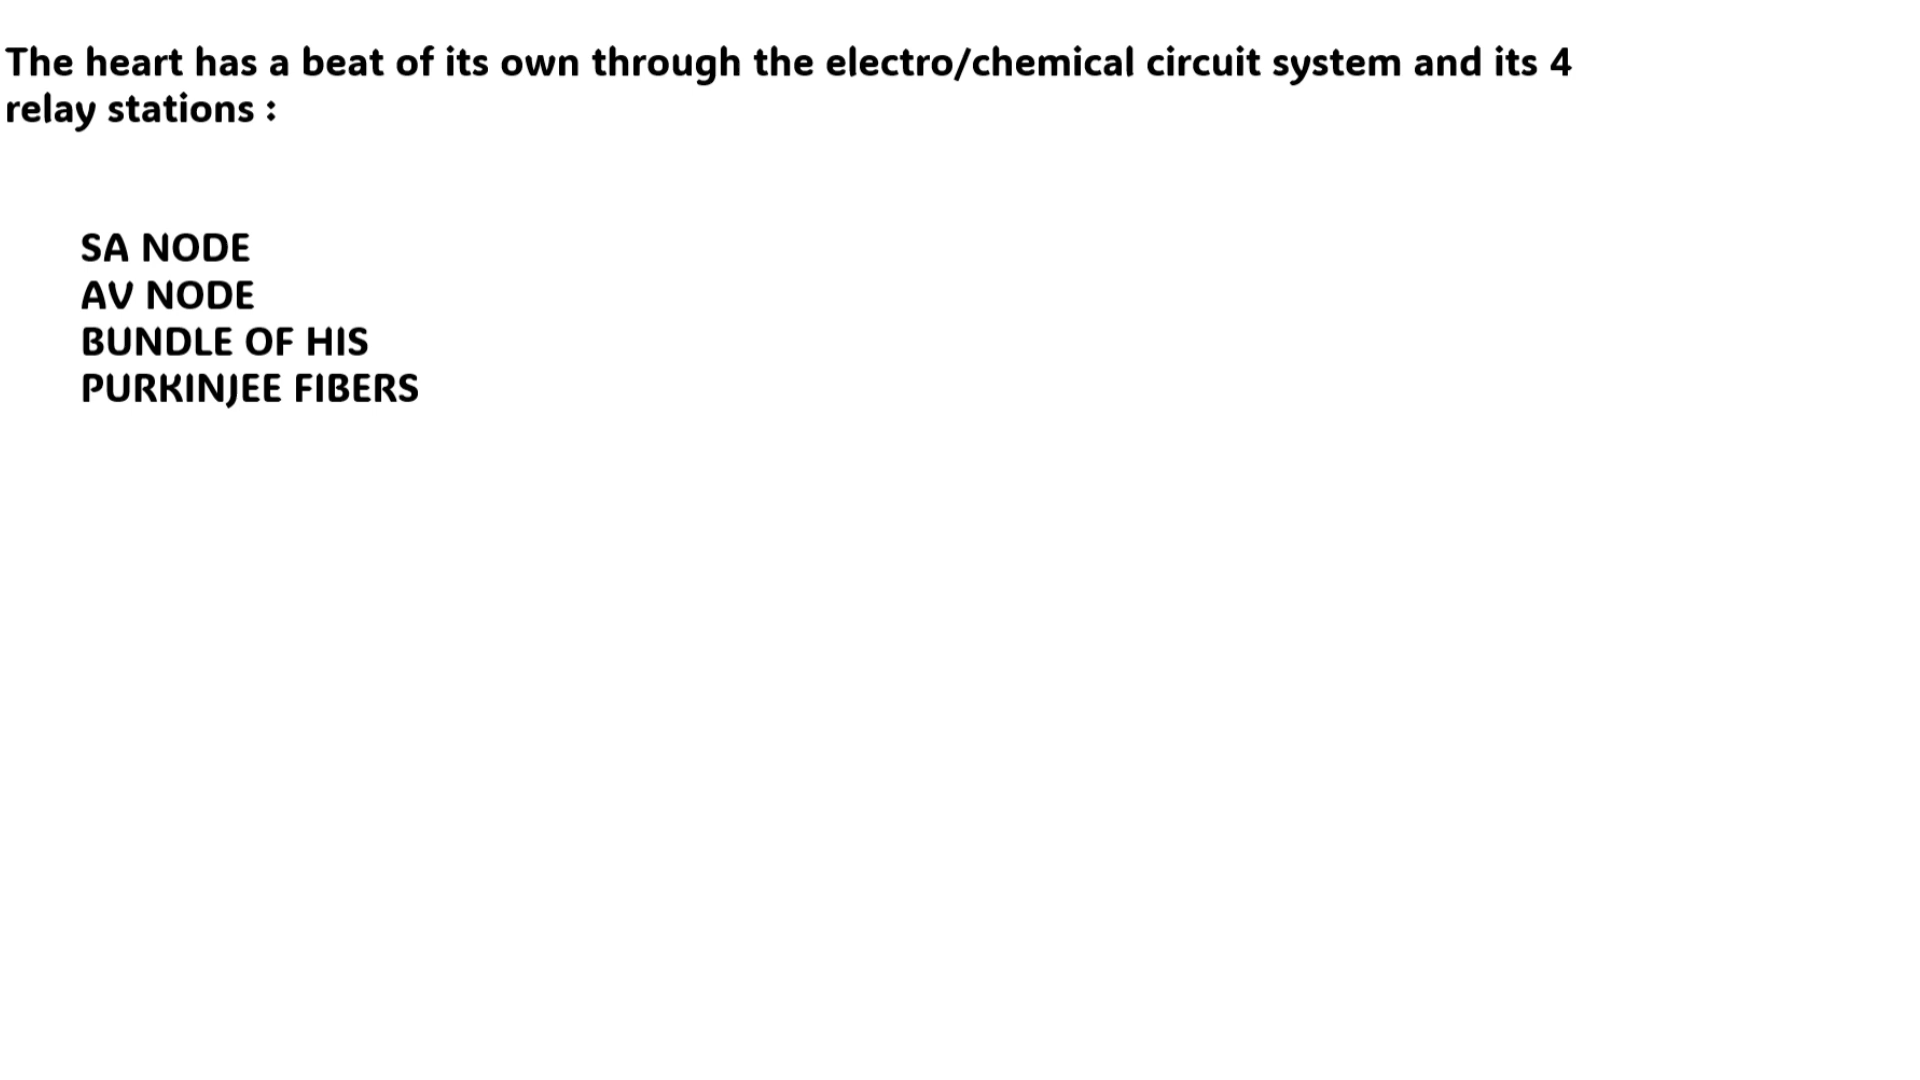 The heart has a beat of its own through the electro/chemical circuit system and its 4
relay stations :
SA NODE
AV NODE
BUNDLE OF HIS
PURKINJEE FIBERS